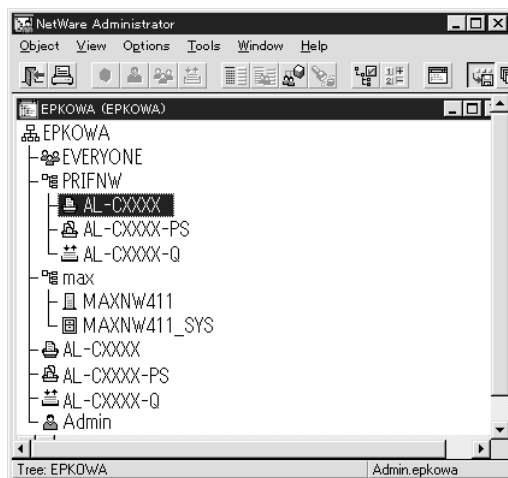 NetWare Administrator
Object View Options Tools Window Help
EPKOWA (EPKOWA)
EPKOWA
EVERYONE
PRIFNW
AL-CXXXX
AL-CXXXX-PS
AL-CXXXX-Q
max
MAXNW411
MAXNW411_SYS
AL-CXXXX
AL-CXXXX-PS
AL-CXXXX-Q
Admin
Tree: EPKOWA Admin.epkowa